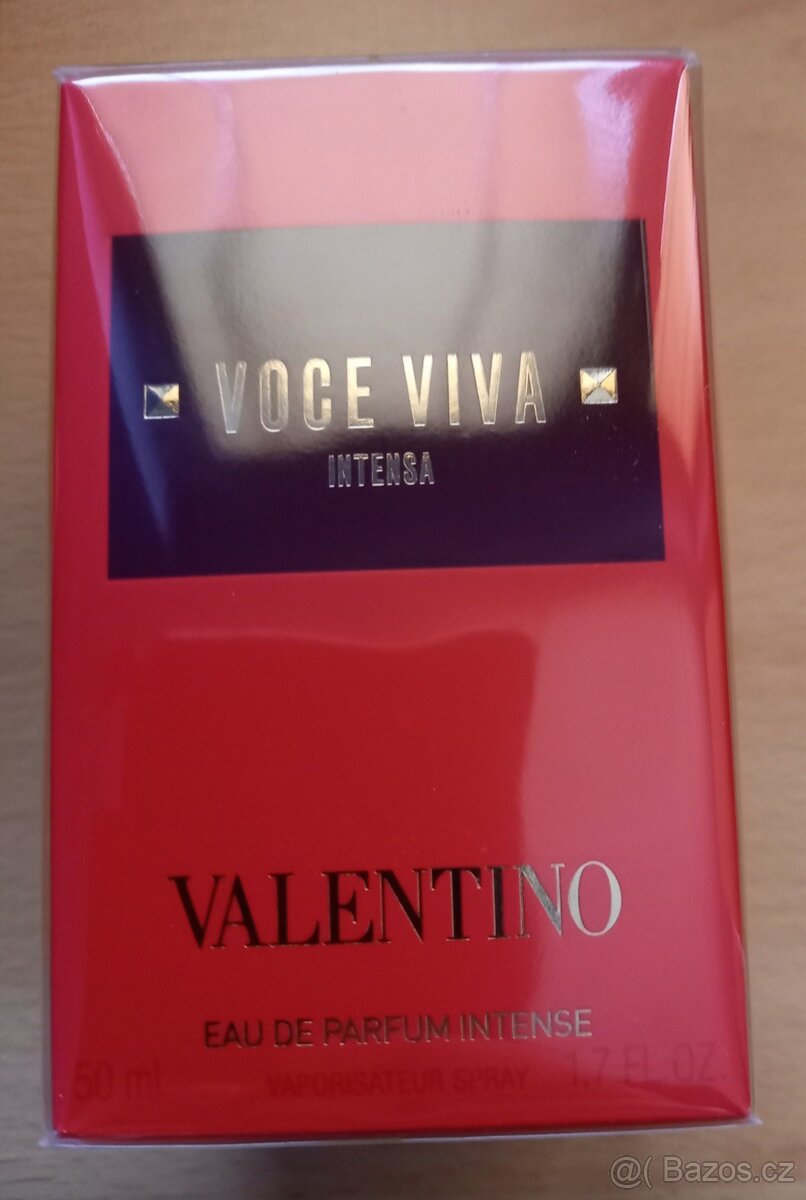 VOCE VIVA
INTENSA
VALENTINO
EAU DE PARFUM INTENSE
50 ml VAPORISATEUR SPRAY 1.7 FL.OZ.
@( Bazos.cz